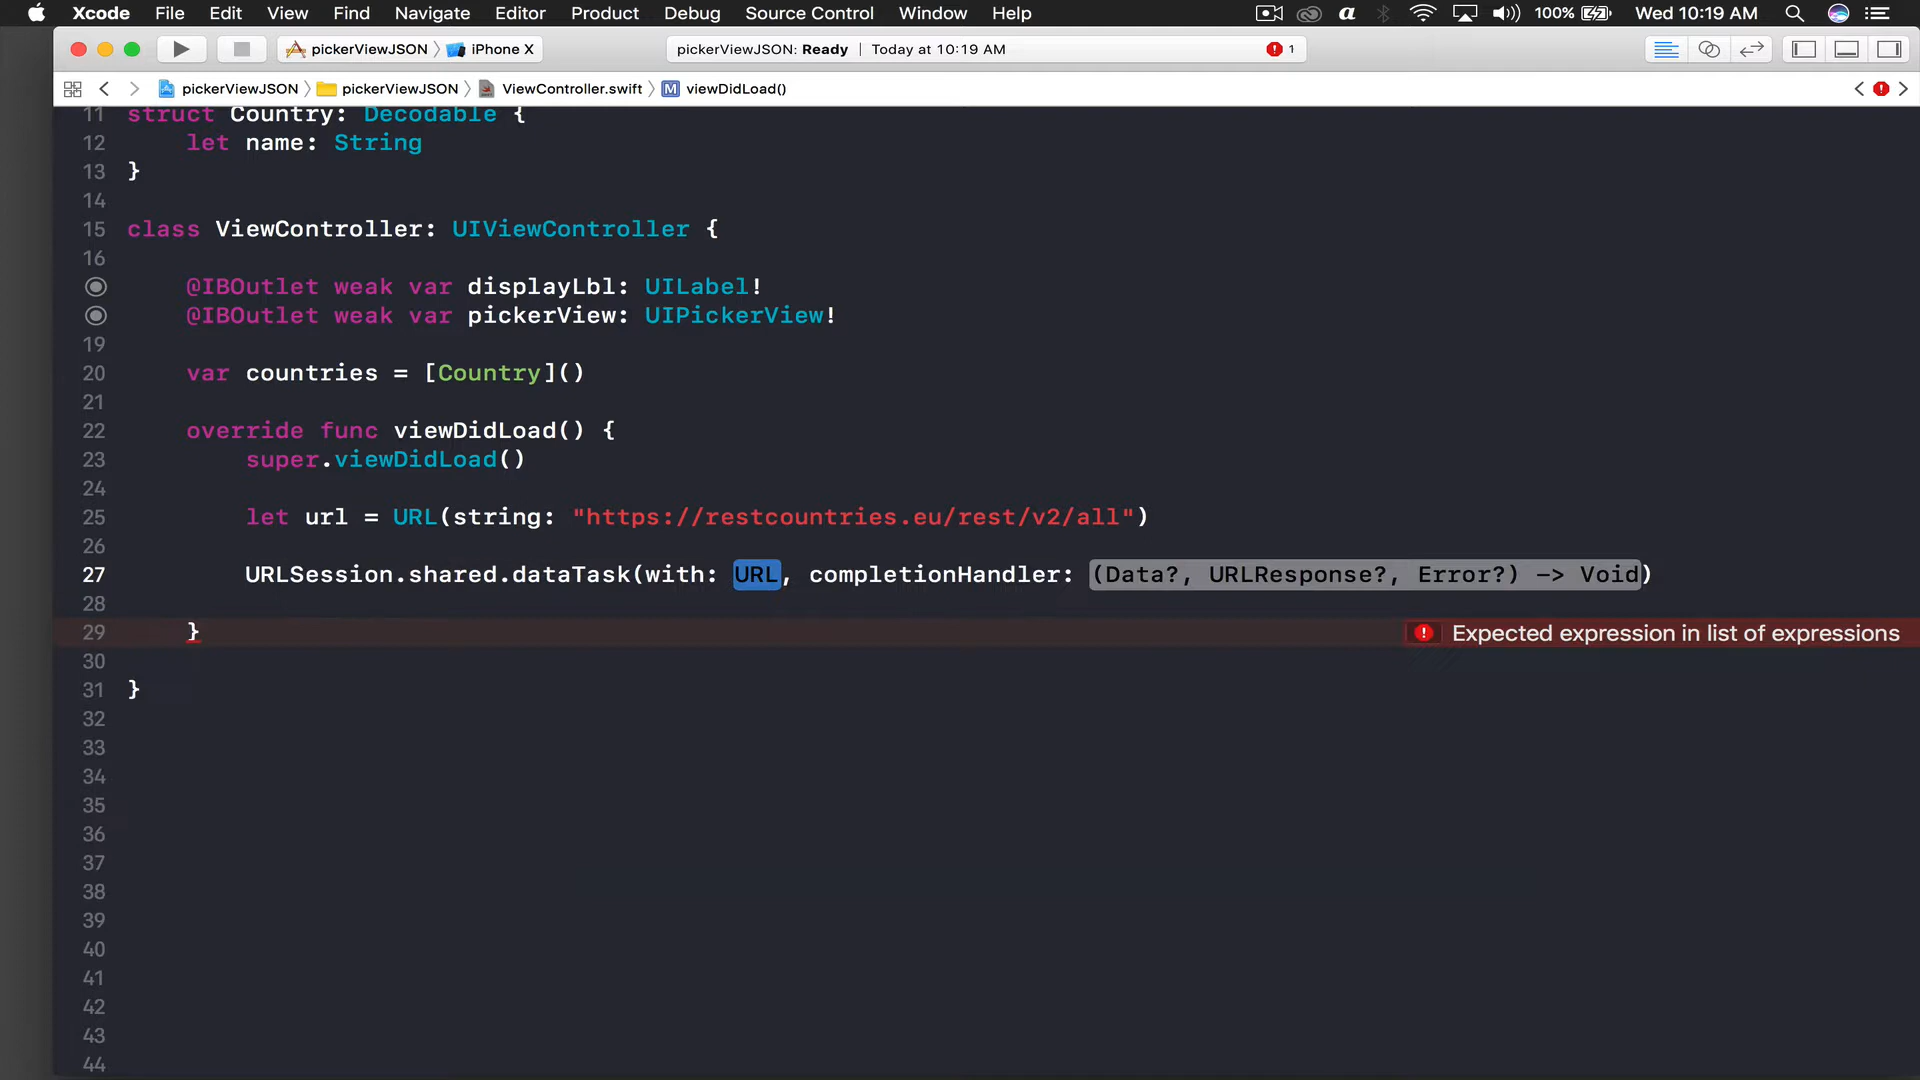 Xcode File Edit View Find Navigate Editor Product Debug Source Control Window Help 100% Wed 10:19 AM
pickerViewJSON iPhone X pickerViewJSON: Ready | Today at 10:19 AM 1
pickerViewJSON pickerViewJSON ViewController.swift M viewDidLoad()
11 struct Country: Decodable {
12 let name: String
13 }
14
15 class ViewController: UIViewController {
16
@IBOutlet weak var displayLbl: UILabel!
@IBOutlet weak var pickerView: UIPickerView!
19
20 var countries = [Country]()
21
22 override func viewDidLoad() {
23 super.viewDidLoad()
24
25 let url = URL(string: "https://restcountries.eu/rest/v2/all")
26
27 URLSession.shared.dataTask(with: URL, completionHandler: (Data?, URLResponse?, Error?) -> Void)
28
29 } Expected expression in list of expressions
30
31 }
32
33
34
35
36
37
38
39
40
41
42
43
44